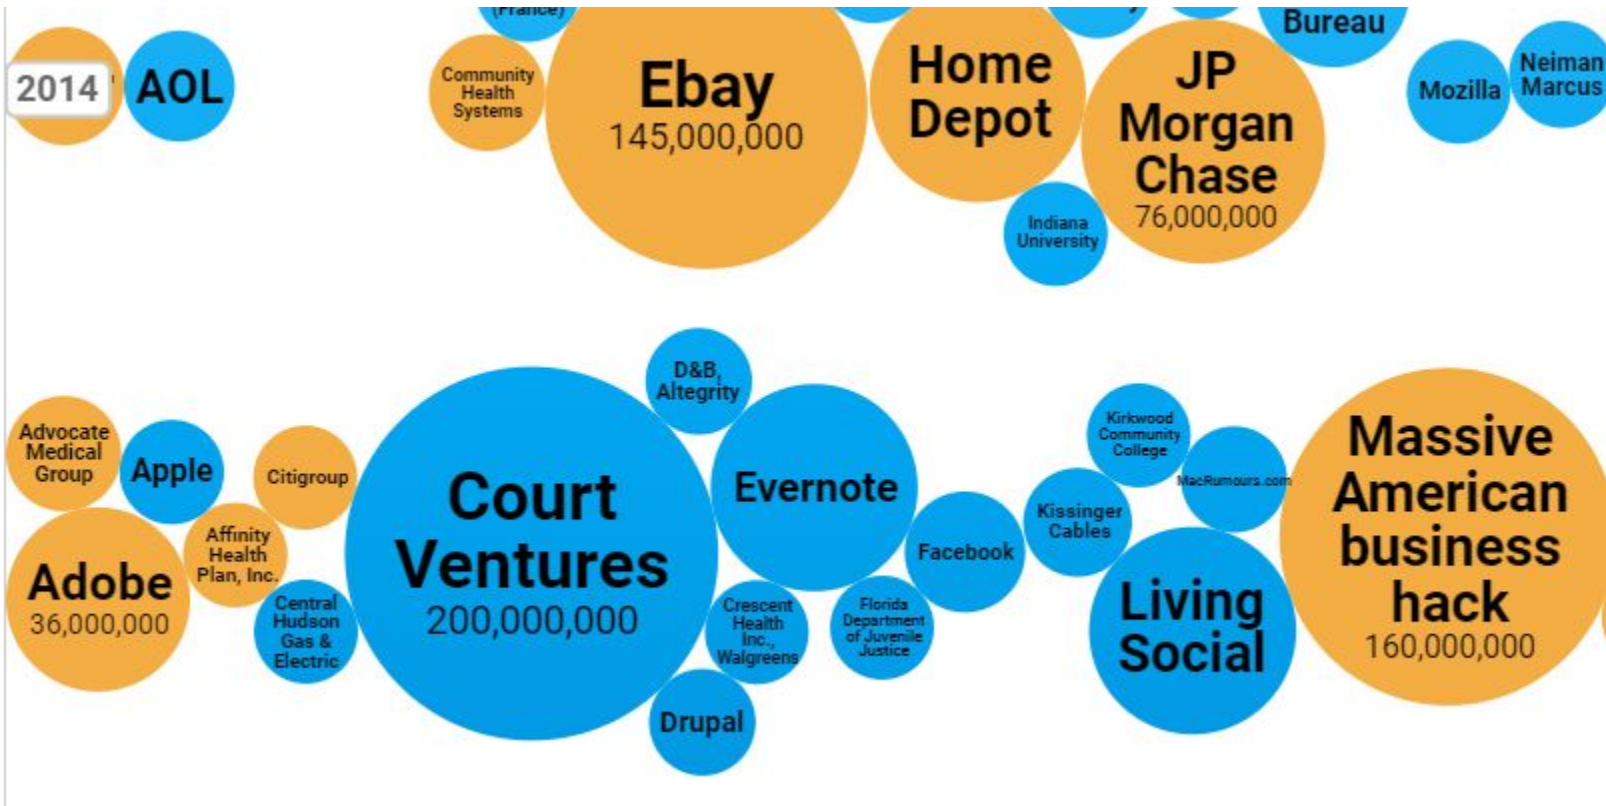 (France)
Bureau
2014
AOL
Community
Health
Systems
Ebay
145,000,000
Home
Depot
JP
Morgan
Chase
76,000,000
Mozilla
Neiman
Marcus
Indiana
University
D&B,
Altegrity
Advocate
Medical
Group
Apple
Citigroup
Affinity
Health
Plan, Inc.
Adobe
36,000,000
Central
Hudson
Gas &
Electric
Court
Ventures
200,000,000
Evernote
Crescent
Health
Inc.,
Walgreens
Florida
Department
of Juvenile
Justice
Drupal
Facebook
Kissinger
Cables
Kirkwood
Community
College
MacRumours.com
Living
Social
Massive
American
business
hack
160,000,000